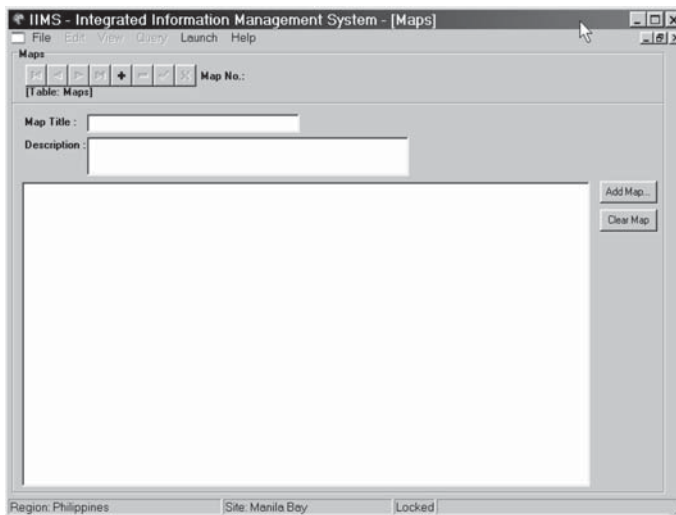 IIMS - Integrated Information Management System - [Maps]
File Edit View Query Launch Help
Maps
Map No.:
[Table: Maps]
Map Title :
Description :
Add Map...
Clear Map
Region: Philippines Site: Manila Bay Locked